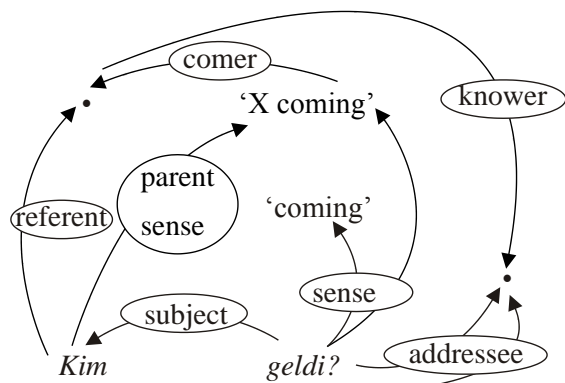 comer
knower
‘X coming’
parent
sense
referent
‘coming’
sense
subject
addressee
Kim
geldi?